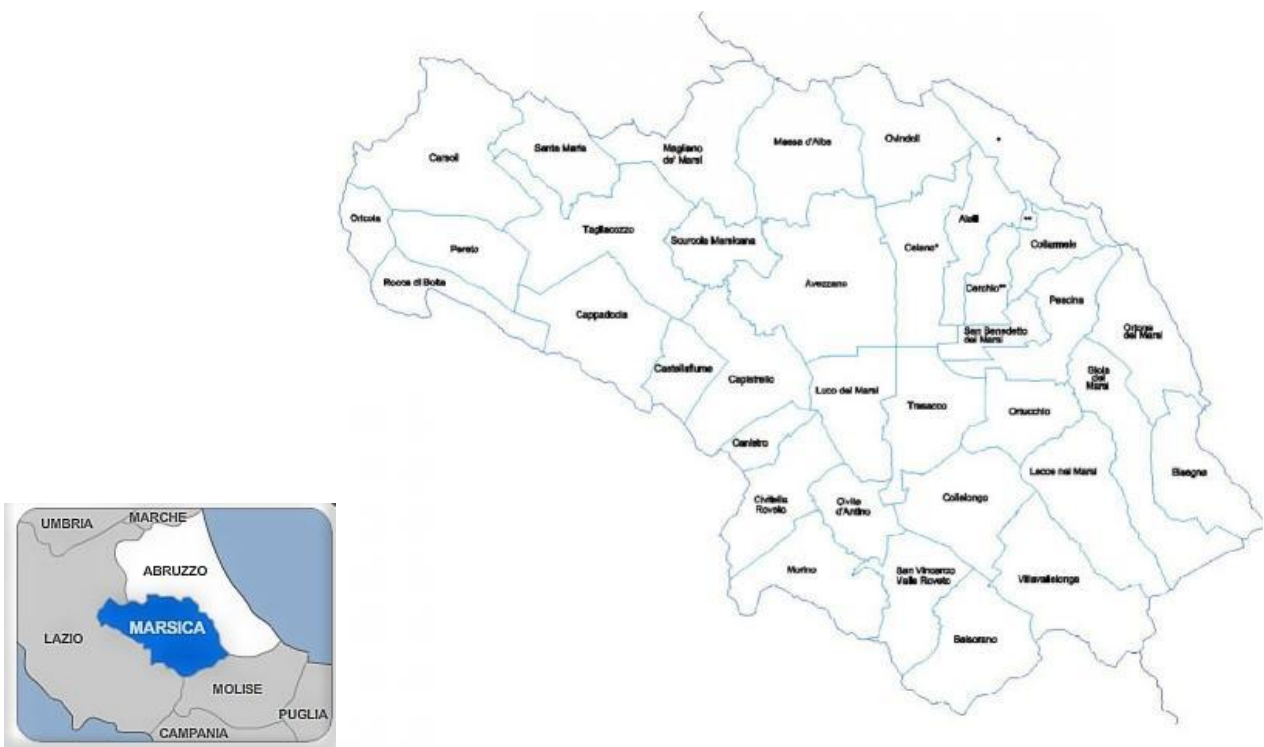 Carsoli
Santa Maria
Magliano
de' Marsi
Massa d'Albe
Ovindoli
*
Oricola
Pereto
Rocca di Botte
Tagliacozzo
Scurcola Marsicana
Avezzano
Celano*
Aielli
**
Collarmele
Cerchio**
Pescina
San Benedetto
dei Marsi
Ortona
dei Marsi
Cappadocia
Castellafiume
Capistrello
Luco dei Marsi
Trasacco
Ortucchio
Gioia
dei
Marsi
Canistro
Civitella
Roveto
Civita
d'Antino
Collelongo
Lecce nei Marsi
Bisegna
Morino
San Vincenzo
Valle Roveto
Villavallelonga
Balsorano
UMBRIA
MARCHE
ABRUZZO
MARSICA
LAZIO
MOLISE
PUGLIA
CAMPANIA